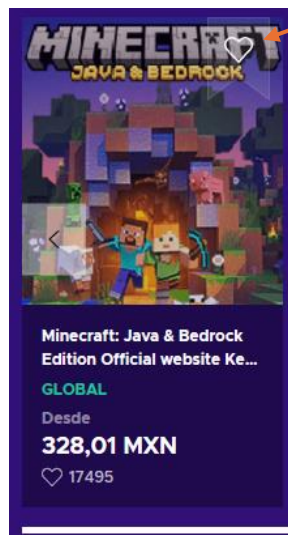 MINECRAFT
JAVA & BEDROCK
Minecraft: Java & Bedrock
Edition Official website Ke...
GLOBAL
Desde
328,01 MXN
17495